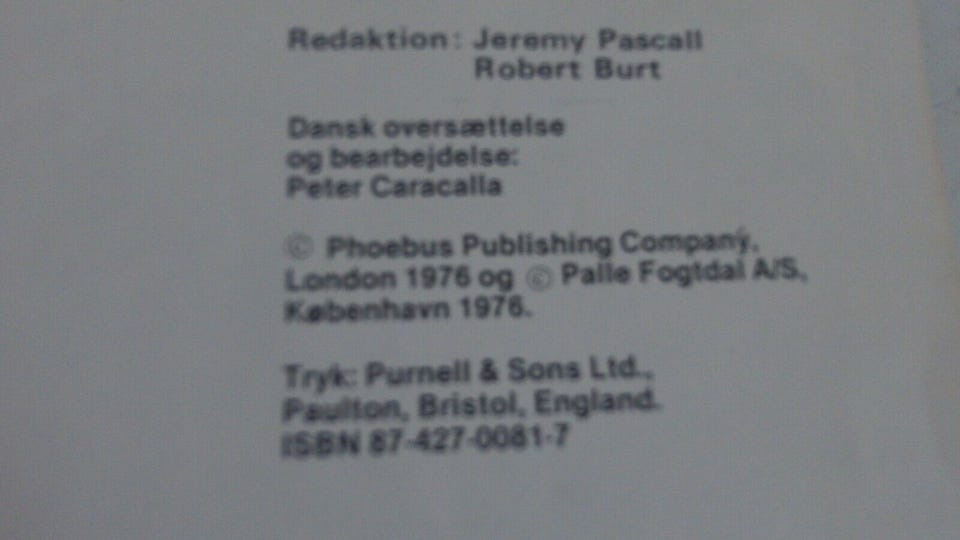 Redaktion: Jeremy Pascall
Robert Burt
Dansk oversættelse
og bearbejdelse:
Peter Caracalla
© Phoebus Publishing Company,
London 1976 og © Palle Fogtdal A/S,
København 1976.
Tryk: Purnell & Sons Ltd.,
Paulton, Bristol, England.
ISBN 87-427-0081-7